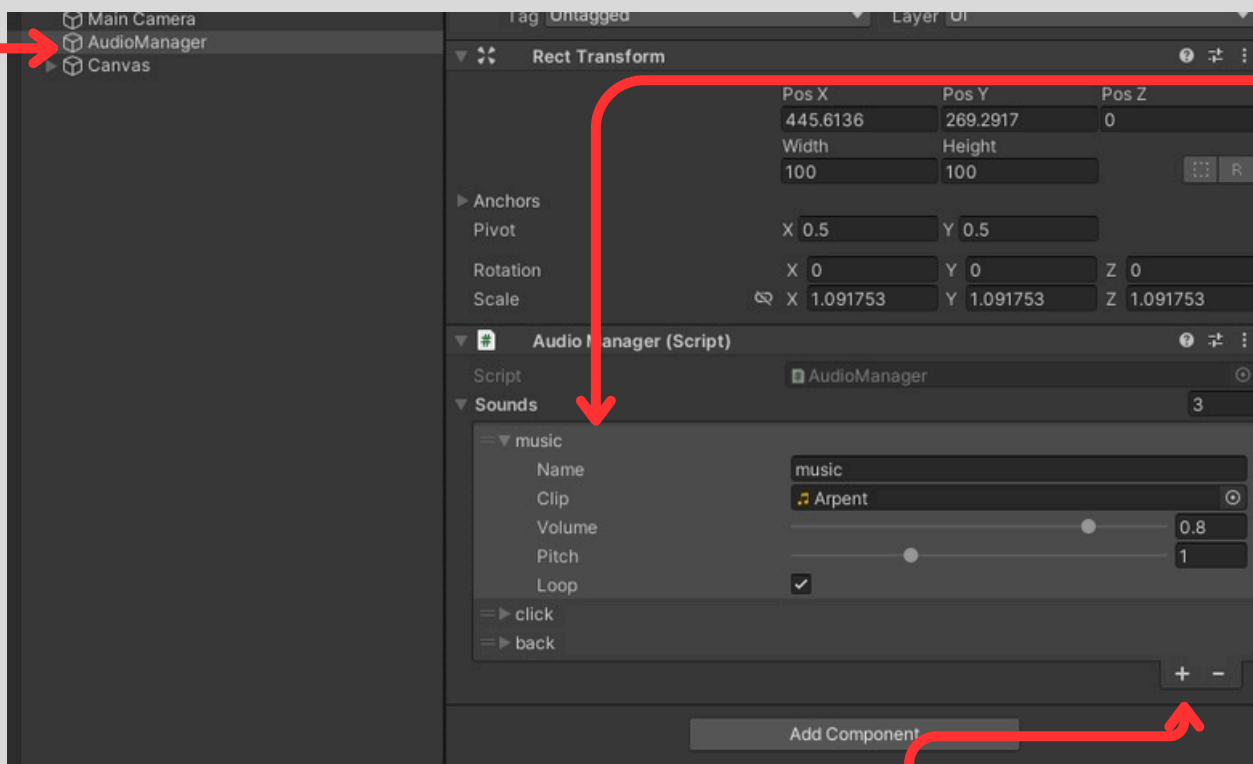 Main Camera
AudioManager
Canvas
Tag Untagged Layer UI
Rect Transform
Pos X Pos Y Pos Z
445.6136 269.2917 0
Width Height
100 100
R
Anchors
Pivot X 0.5 Y 0.5
Rotation X 0 Y 0 Z 0
Scale X 1.091753 Y 1.091753 Z 1.091753
# Audio Manager (Script)
Script AudioManager
Sounds 3
music
Name music
Clip Arpent
Volume 0.8
Pitch 1
Loop
click
back
+ -
Add Component